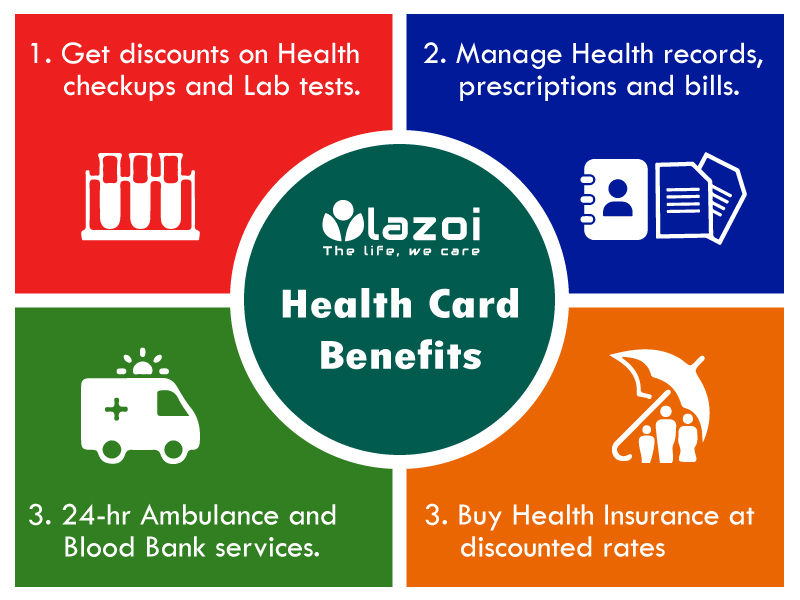 1. Get discounts on Health
checkups and Lab tests.
2. Manage Health records,
prescriptions and bills.
lazoi
The life, we care
Health Card
Benefits
3. 24-hr Ambulance and
Blood Bank services.
3. Buy Health Insurance at
discounted rates